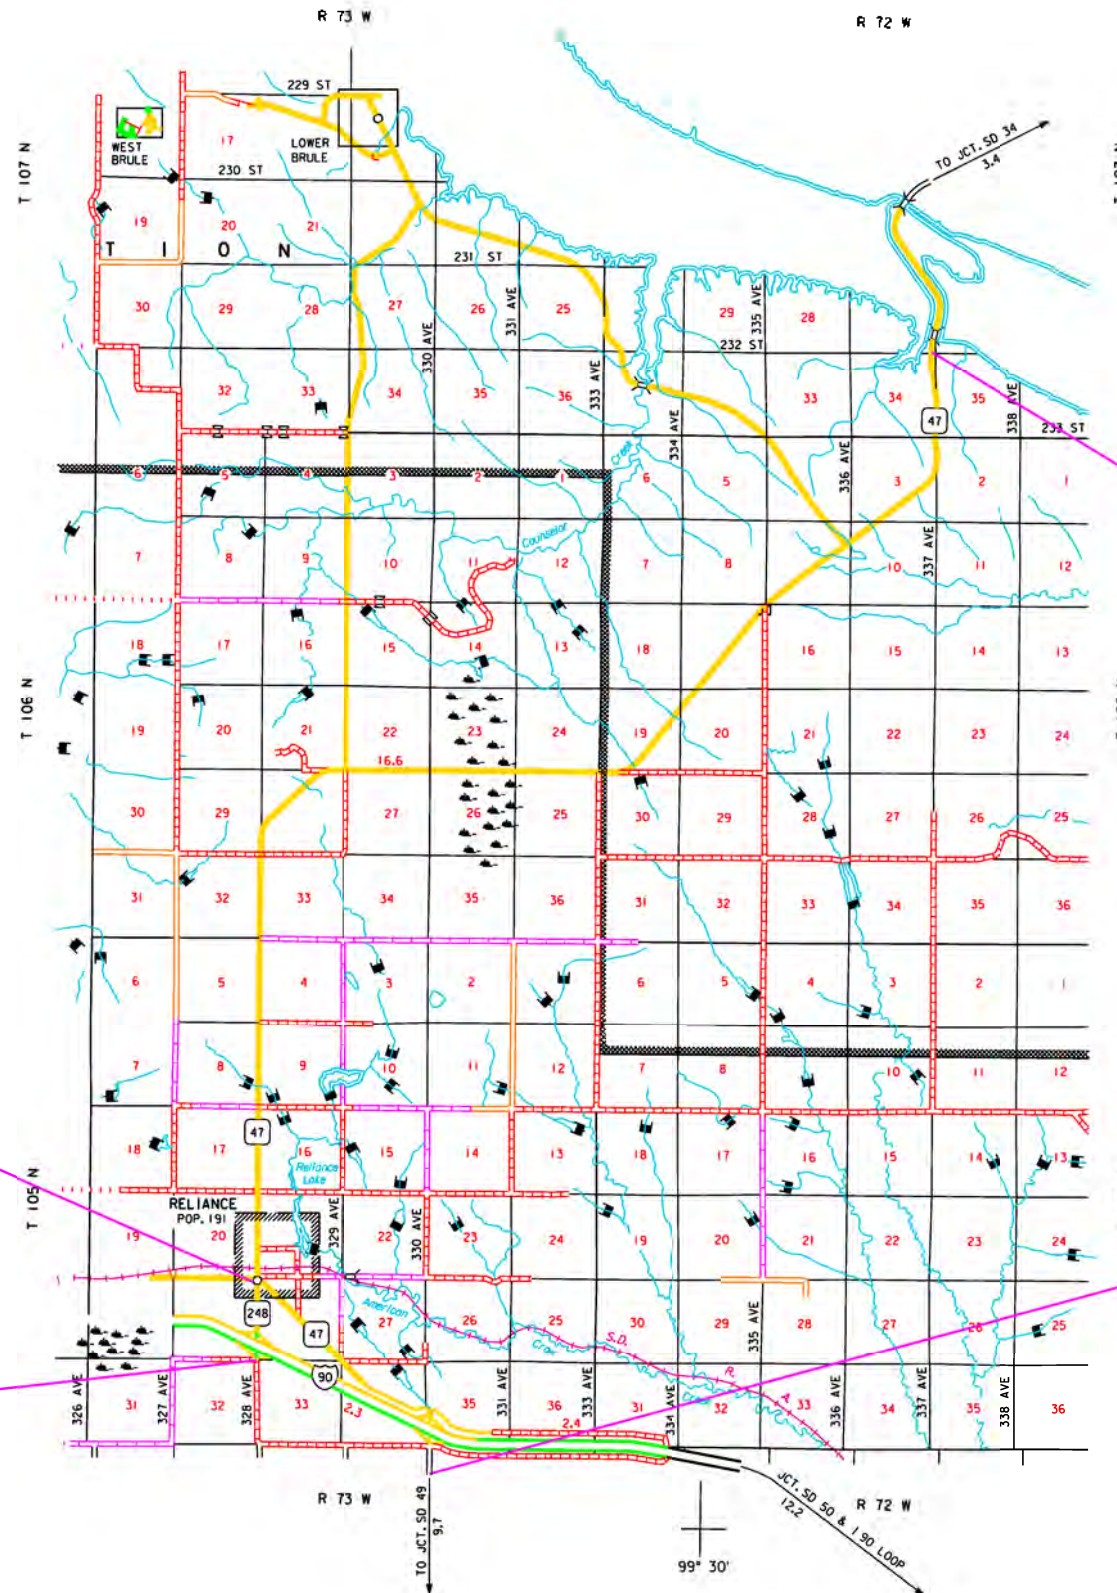 R 73 W R 72 W
229 ST
TO JCT. SD 34
3.4
WEST
BRULE
17
LOWER
BRULE
T 107 N
230 ST
19 20 21
T I O N
231 ST
30 29 28 27 26 331 AVE 25 29 335 AVE 28
330 AVE 232 ST
32 33 34 35 36 333 AVE 33 34 35 338 AVE
47
233 ST
334 AVE
Creek
6 5 4 3 2 1 6 5 336 AVE 3 2 1
Counselor
7 8 9 10 11 12 7 8 10 337 AVE 11 12
18 17 16 15 14 13 18 16 15 14 13
T 106 N
19 20 21 22 23 24 19 20 21 22 23 24
16.6
30 29 27 26 25 30 29 28 27 26 25
31 32 33 34 35 36 31 32 33 34 35 36
6 5 4 3 2 6 5 4 3 2 1
7 8 9 10 11 12 7 8 10 11 12
47
18 17 16 15 14 13 18 17 16 15 14 13
Reliance
Lake
T 105 N
RELIANCE
POP. 191
19 20 329 AVE 22 330 AVE 23 24 19 20 21 22 23 24
248 47
American
27 26 25 30 29 335 AVE 28 27 26 25
S.D.
Creek
R.
A.
90
326 AVE 31 327 AVE 32 328 AVE 33 2.3 35 331 AVE 36 2.4 333 AVE 31 334 AVE 32 33 336 AVE 34 337 AVE 35 338 AVE 36
R 73 W
TO JCT. SD 49
9.7
JCT. SD 50 & I 90 LOOP
12.2
R 72 W
99° 30'